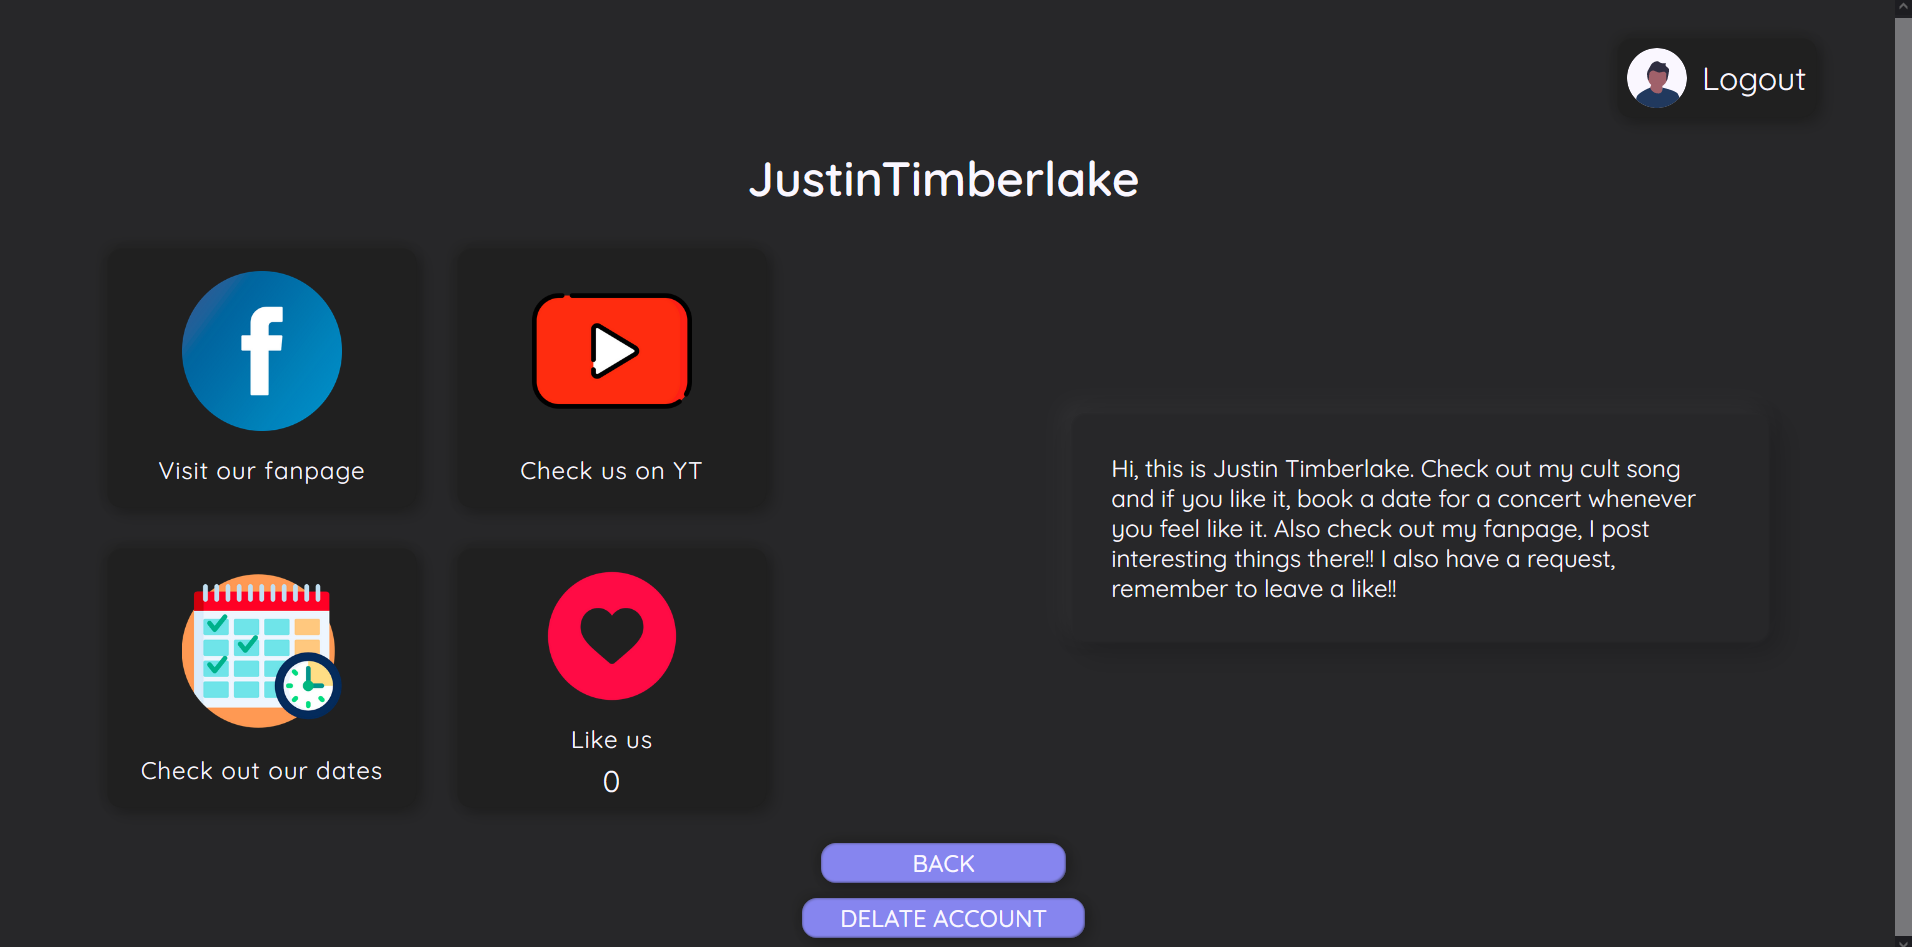 Logout
JustinTimberlake
Visit our fanpage
Check us on YT
Check out our dates
Like us
0
Hi, this is Justin Timberlake. Check out my cult song
and if you like it, book a date for a concert whenever
you feel like it. Also check out my fanpage, I post
interesting things there!! I also have a request,
remember to leave a like!!
BACK
DELATE ACCOUNT